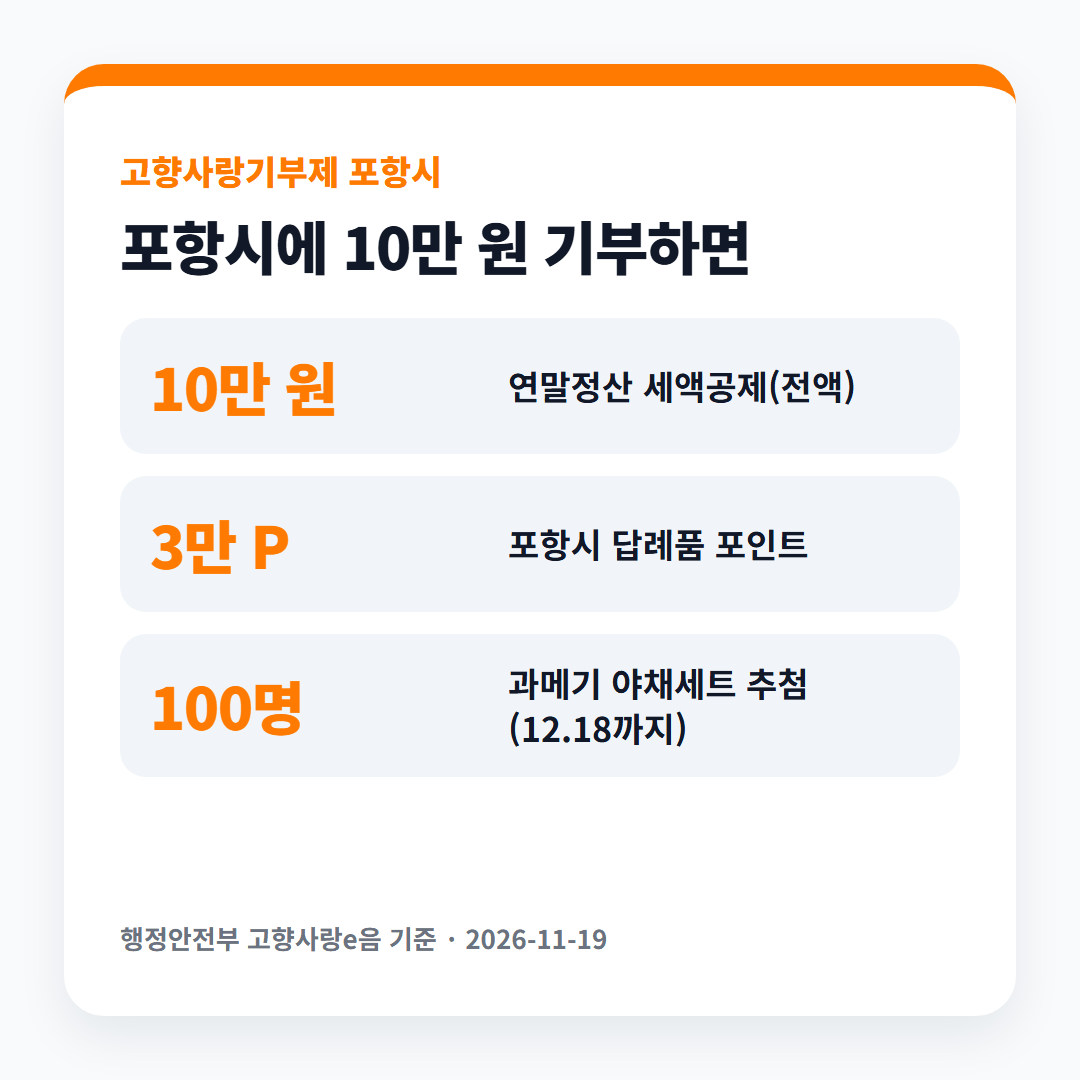 고향사랑기부제 포항시
포항시에 10만 원 기부하면
10만 원
연말정산 세액공제(전액)
3만 P
포항시 답례품 포인트
100명
과메기 야채세트 추첨
(12.18까지)
행정안전부 고향사랑e음 기준 · 2026-11-19